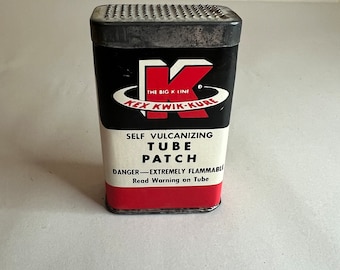 K
THE BIG K LINE
KEX KWIK-KURE
SELF VULCANIZING
TUBE
PATCH
DANGER—EXTREMELY FLAMMABLE
Read Warning on Tube